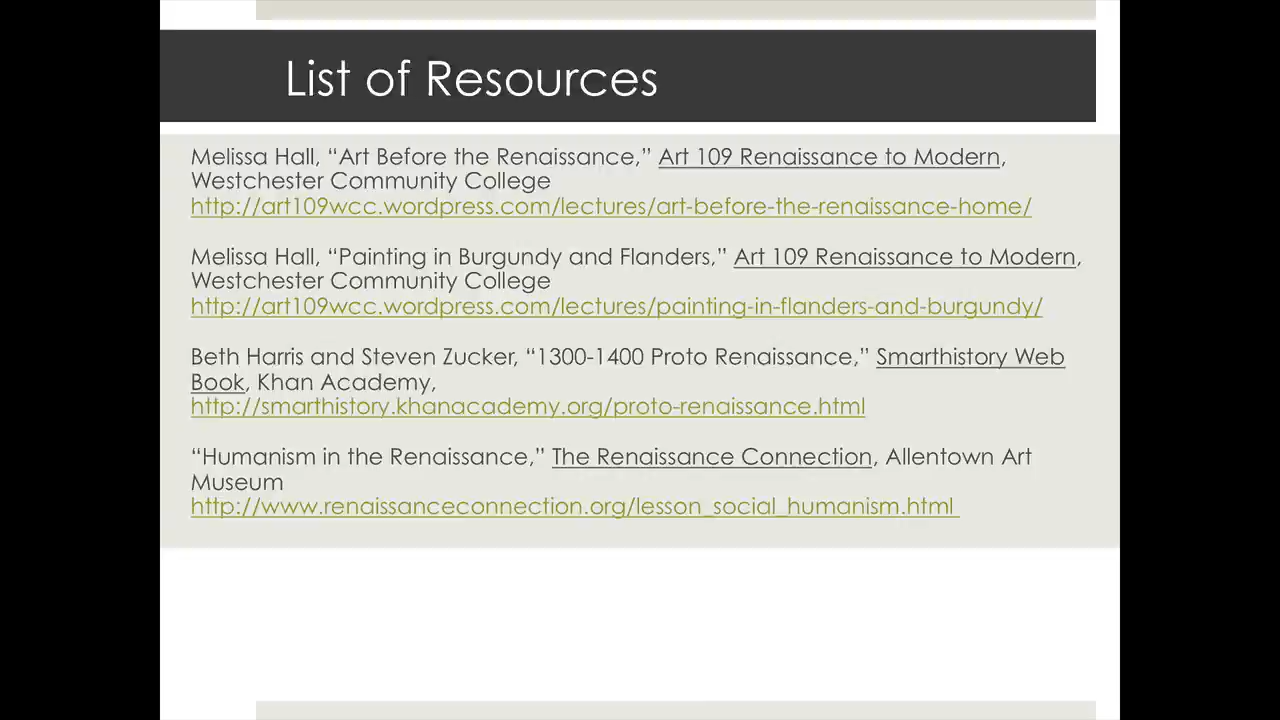 List of Resources
Melissa Hall, “Art Before the Renaissance,” Art 109 Renaissance to Modern,
Westchester Community College
http://art109wcc.wordpress.com/lectures/art-before-the-renaissance-home/
Melissa Hall, “Painting in Burgundy and Flanders,” Art 109 Renaissance to Modern,
Westchester Community College
http://art109wcc.wordpress.com/lectures/painting-in-flanders-and-burgundy/
Beth Harris and Steven Zucker, “1300-1400 Proto Renaissance,” Smarthistory Web
Book, Khan Academy,
http://smarthistory.khanacademy.org/proto-renaissance.html
“Humanism in the Renaissance,” The Renaissance Connection, Allentown Art
Museum
http://www.renaissanceconnection.org/lesson_social_humanism.html